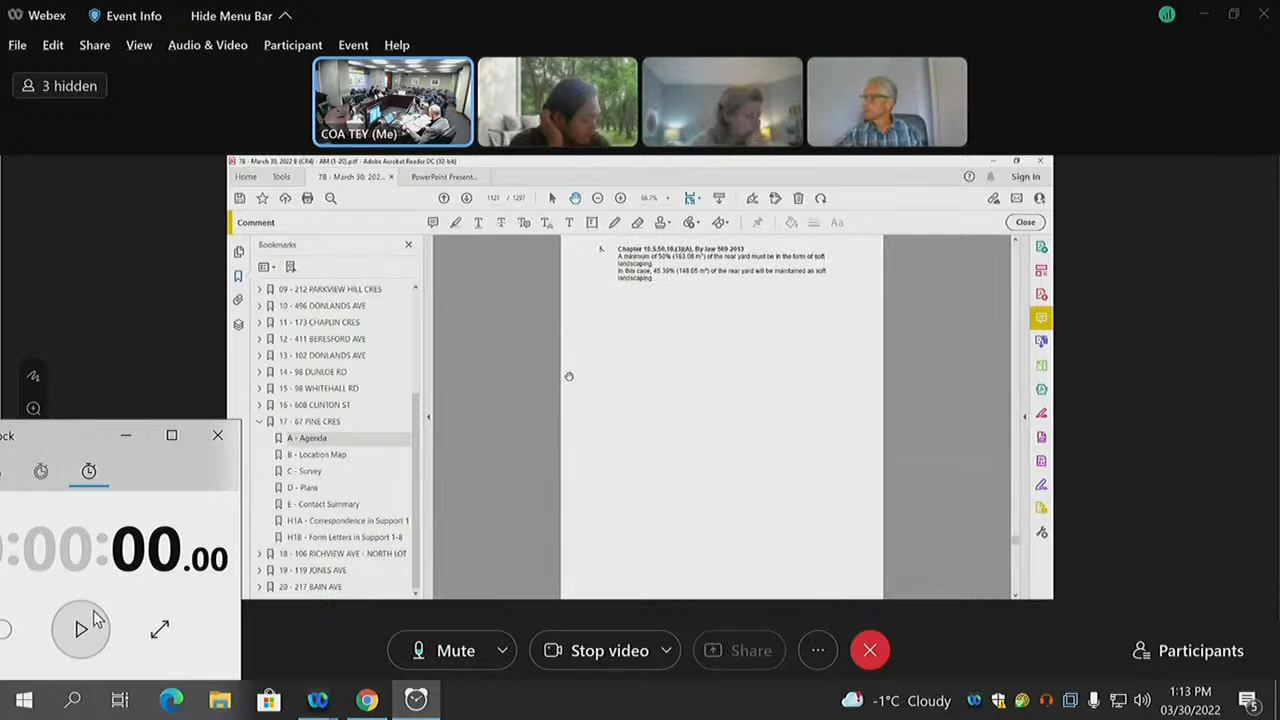 Webex
Event Info
Hide Menu Bar
File Edit Share View Audio & Video Participant Event Help
3 hidden
COA TEY (Me)
7B - March 30, 2022 B (CR4) - AM (1-20).pdf - Adobe Acrobat Reader DC (32-bit)
Home Tools 7B - March 30, 202... × PowerPoint Present... Sign In
1121 / 1297 66.7%
Comment Close
Bookmarks
09 - 212 PARKVIEW HILL CRES
10 - 496 DONLANDS AVE
11 - 173 CHAPLIN CRES
12 - 411 BERESFORD AVE
13 - 102 DONLANDS AVE
14 - 98 DUNLOE RD
15 - 98 WHITEHALL RD
16 - 608 CLINTON ST
17 - 67 PINE CRES
A - Agenda
B - Location Map
C - Survey
D - Plans
E - Contact Summary
H1A - Correspondence in Support 1
H1B - Form Letters in Support 1-8
18 - 106 RICHVIEW AVE - NORTH LOT
19 - 119 JONES AVE
20 - 217 BAIN AVE
5. Chapter 10.5.50.10.(3)(A), By-law 569-2013
A minimum of 50% (163.06 m²) of the rear yard must be in the form of soft
landscaping.
In this case, 45.39% (148.05 m²) of the rear yard will be maintained as soft
landscaping.
ock
:00:00.00
Mute
Stop video
Share
Participants
-1°C Cloudy
1:13 PM
03/30/2022
5